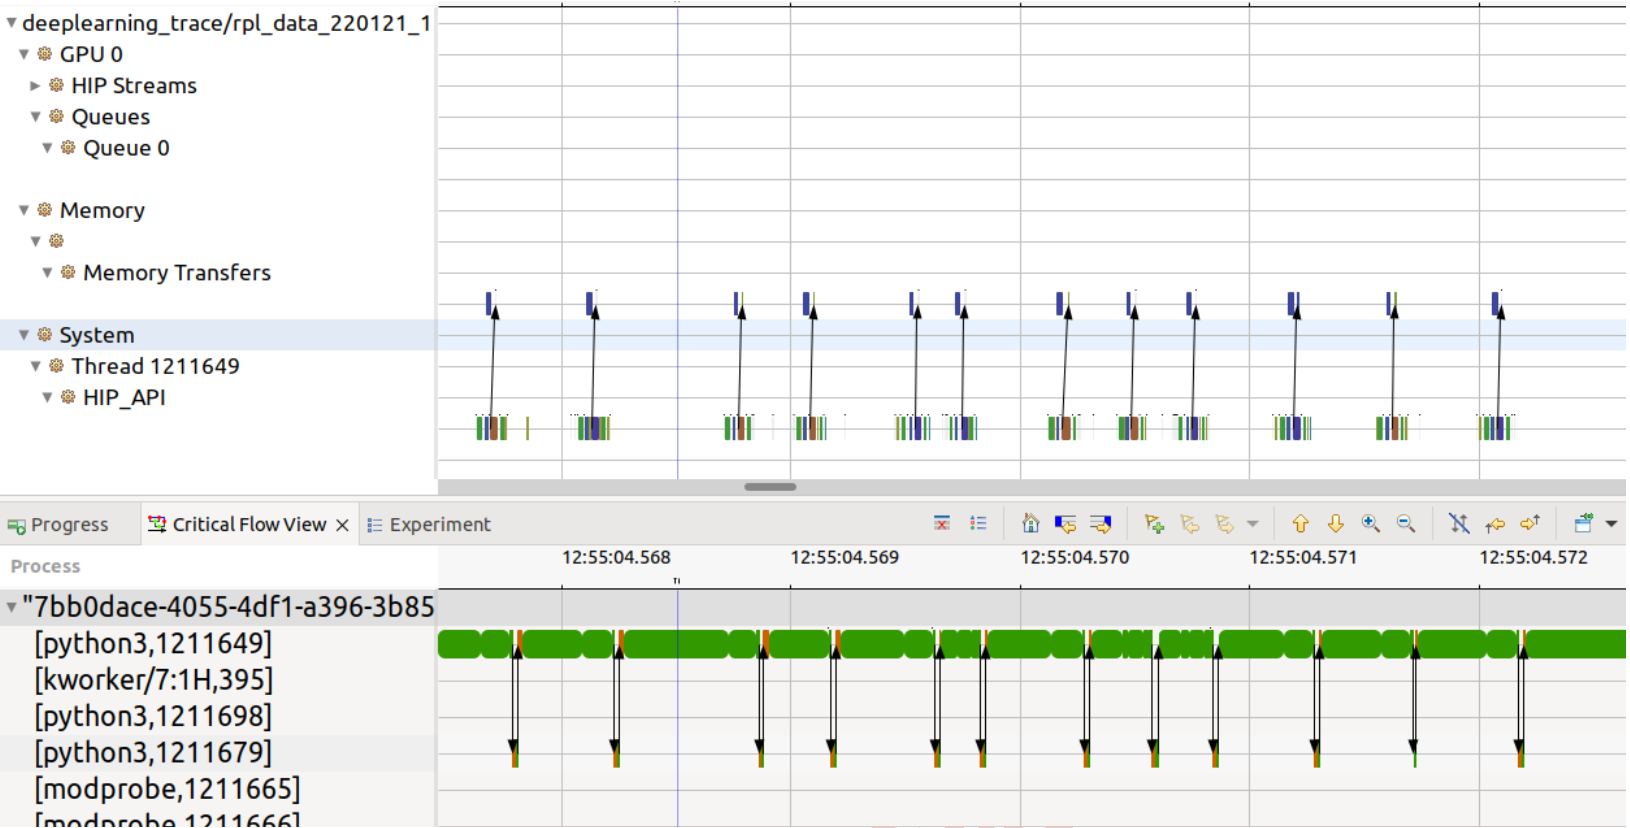 deeplearning_trace/rpl_data_220121_1
GPU 0
HIP Streams
Queues
Queue 0
Memory
Memory Transfers
System
Thread 1211649
HIP_API
Progress
Critical Flow View
Experiment
Process
12:55:04.568
12:55:04.569
12:55:04.570
12:55:04.571
12:55:04.572
"7bb0dace-4055-4df1-a396-3b85
[python3,1211649]
[kworker/7:1H,395]
[python3,1211698]
[python3,1211679]
[modprobe,1211665]
[modprobe,1211666]